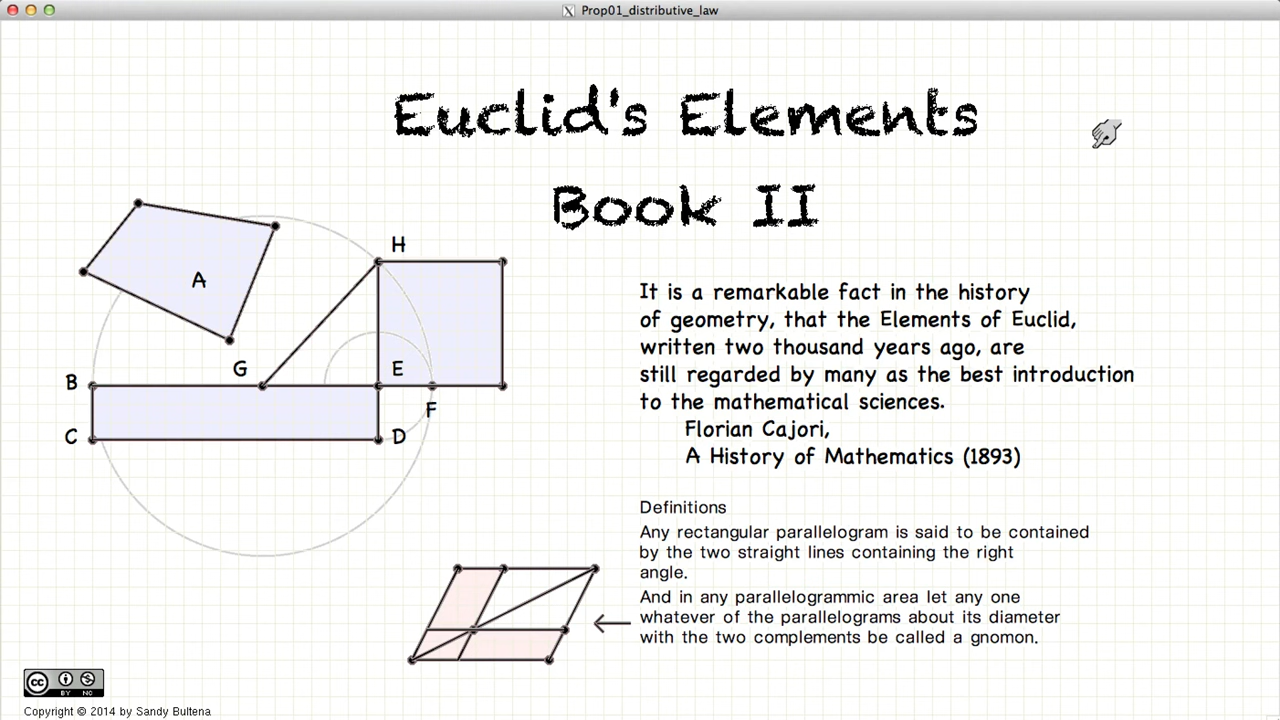 Prop01_distributive_law
Euclid's Elements
Book II
A
H
G
E
B
F
C
D
It is a remarkable fact in the history
of geometry, that the Elements of Euclid,
written two thousand years ago, are
still regarded by many as the best introduction
to the mathematical sciences.
Florian Cajori,
A History of Mathematics (1893)
Definitions
Any rectangular parallelogram is said to be contained
by the two straight lines containing the right
angle.
And in any parallelogrammic area let any one
whatever of the parallelograms about its diameter
with the two complements be called a gnomon.
cc
BY NC
Copyright © 2014 by Sandy Bultena